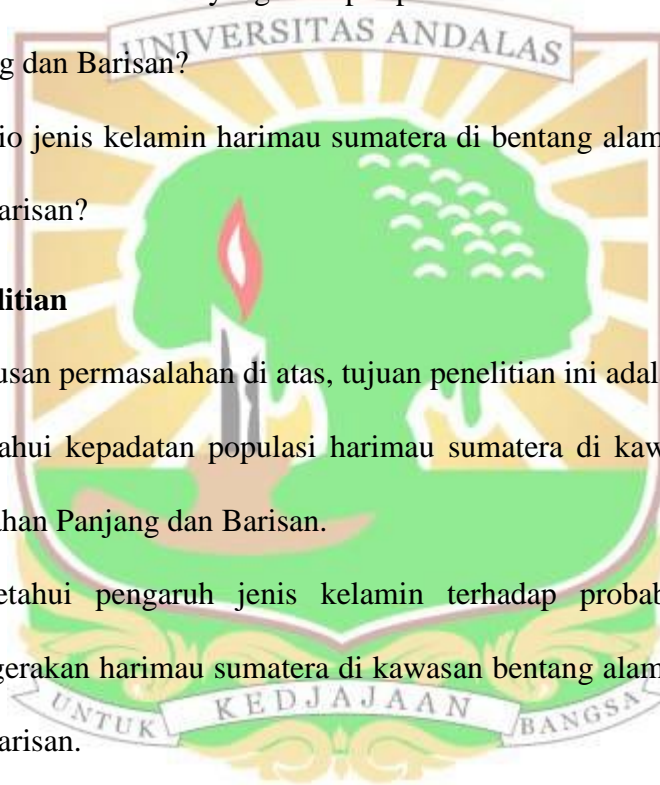 UNIVERSITAS ANDALAS
g dan Barisan?
io jenis kelamin harimau sumatera di bentang alam
arisan?
litian
usan permasalahan di atas, tujuan penelitian ini adal
ahui kepadatan populasi harimau sumatera di kaw
ahan Panjang dan Barisan.
etahui pengaruh jenis kelamin terhadap probab
gerakan harimau sumatera di kawasan bentang alam
UNTUK KEDJAJAAN BANGSA
arisan.